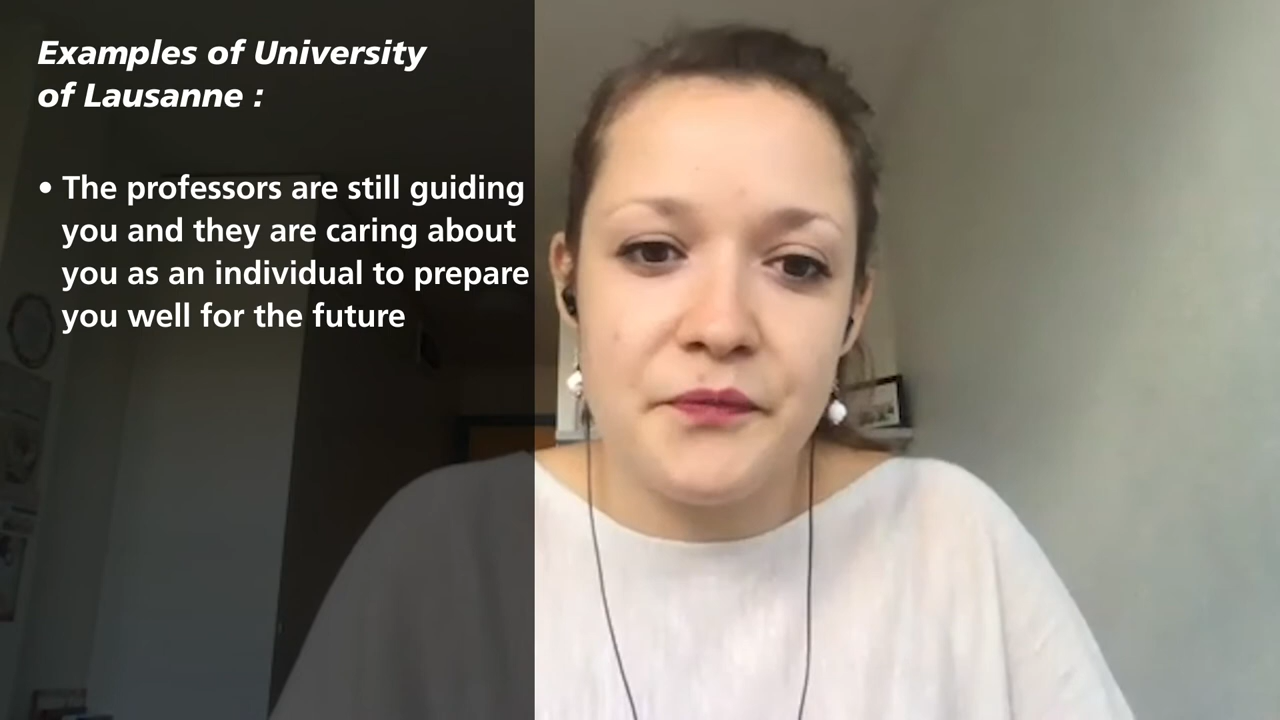 Examples of University
of Lausanne :
• The professors are still guiding
you and they are caring about
you as an individual to prepare
you well for the future